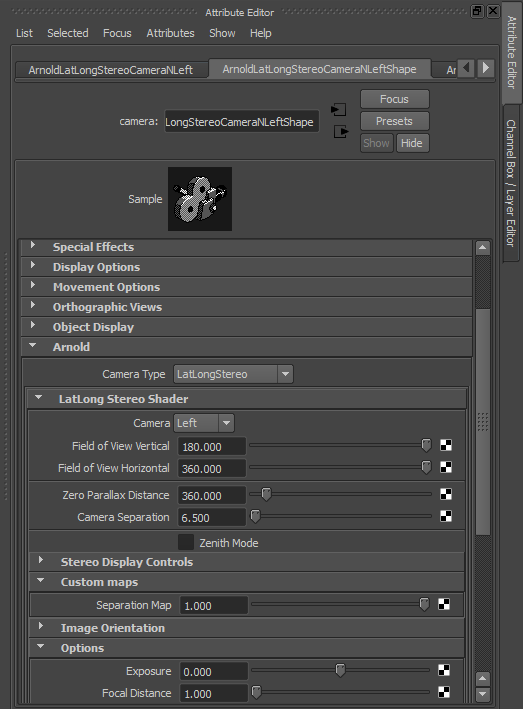 Attribute Editor
List Selected Focus Attributes Show Help
ArnoldLatLongStereoCameraNLeft ArnoldLatLongStereoCameraNLeftShape Ar
Focus
camera: LongStereoCameraNLeftShape Presets
Show Hide
Sample
Special Effects
Display Options
Movement Options
Orthographic Views
Object Display
Arnold
Camera Type LatLongStereo
LatLong Stereo Shader
Camera Left
Field of View Vertical 180.000
Field of View Horizontal 360.000
Zero Parallax Distance 360.000
Camera Separation 6.500
Zenith Mode
Stereo Display Controls
Custom maps
Separation Map 1.000
Image Orientation
Options
Exposure 0.000
Focal Distance 1.000
Attribute Editor
Channel Box / Layer Editor